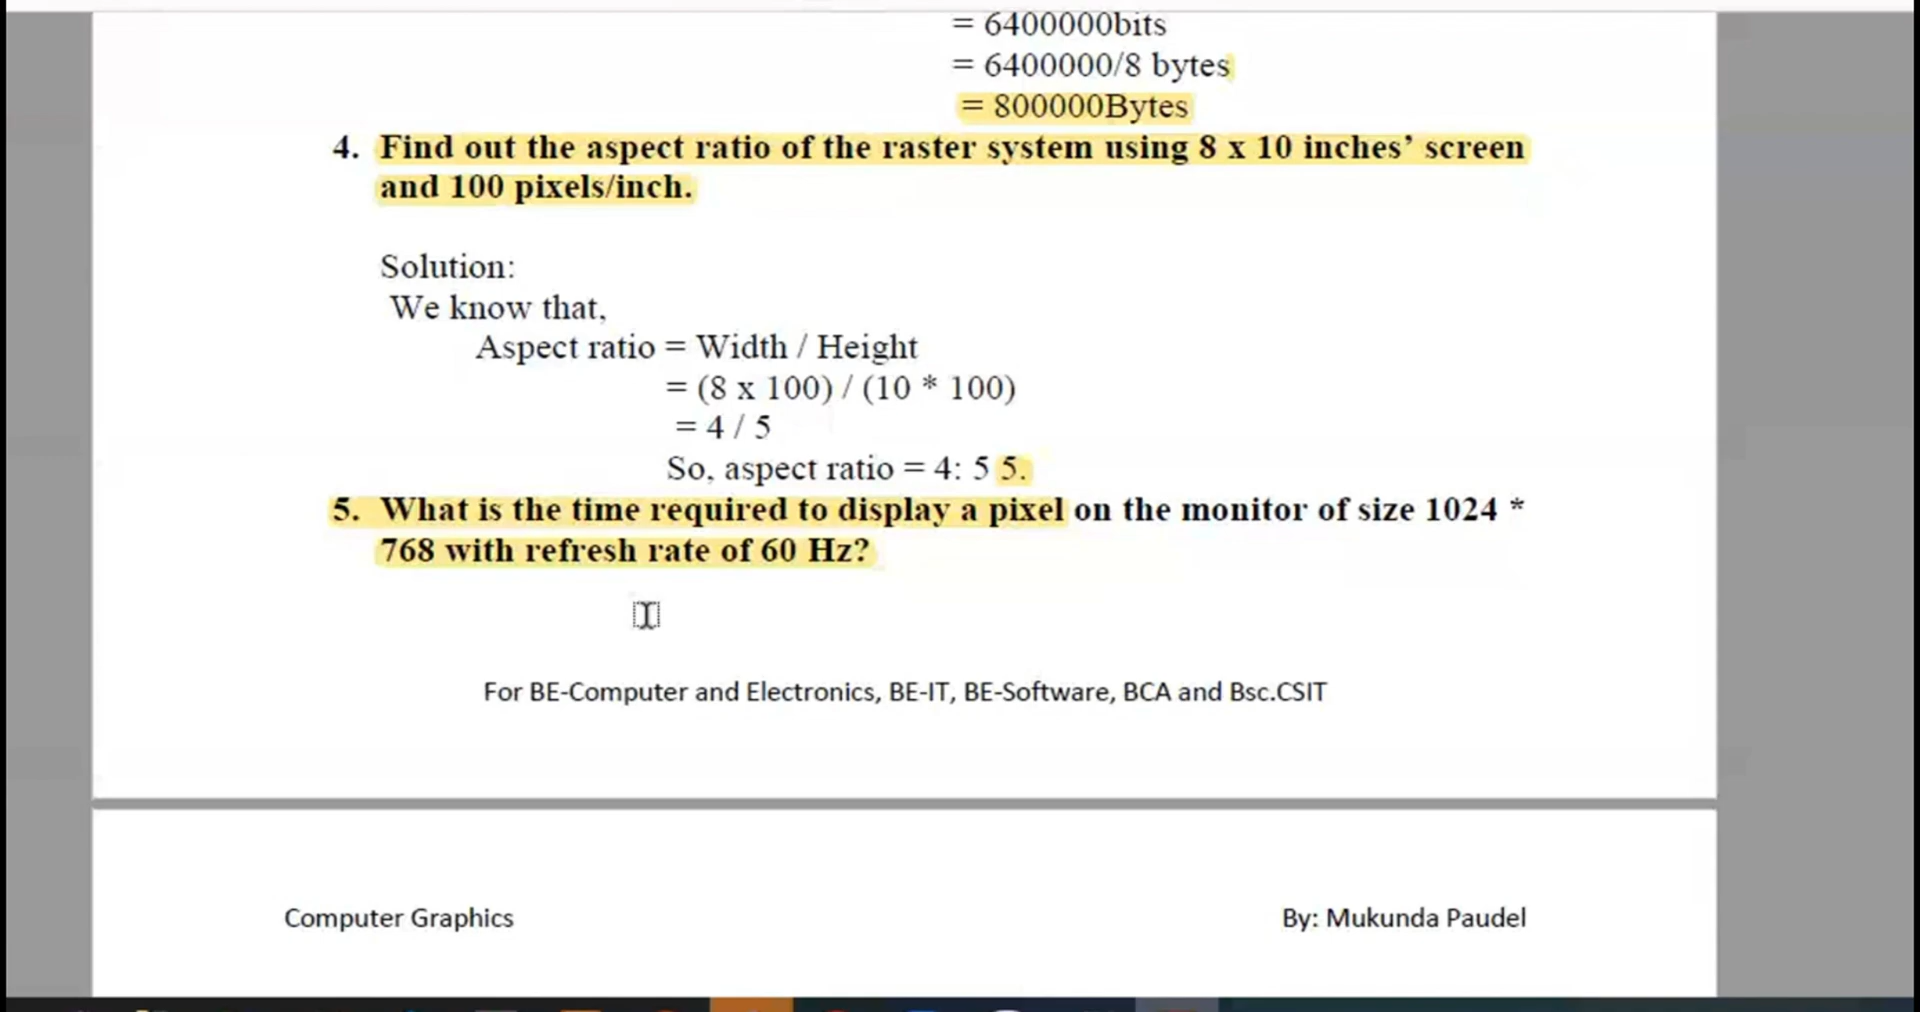 = 6400000bits
= 6400000/8 bytes
= 800000Bytes
4. Find out the aspect ratio of the raster system using 8 x 10 inches’ screen
and 100 pixels/inch.
Solution:
We know that,
Aspect ratio = Width / Height
= (8 x 100) / (10 * 100)
= 4 / 5
So, aspect ratio = 4: 5 5.
5. What is the time required to display a pixel on the monitor of size 1024 *
768 with refresh rate of 60 Hz?
For BE-Computer and Electronics, BE-IT, BE-Software, BCA and Bsc.CSIT
Computer Graphics
By: Mukunda Paudel